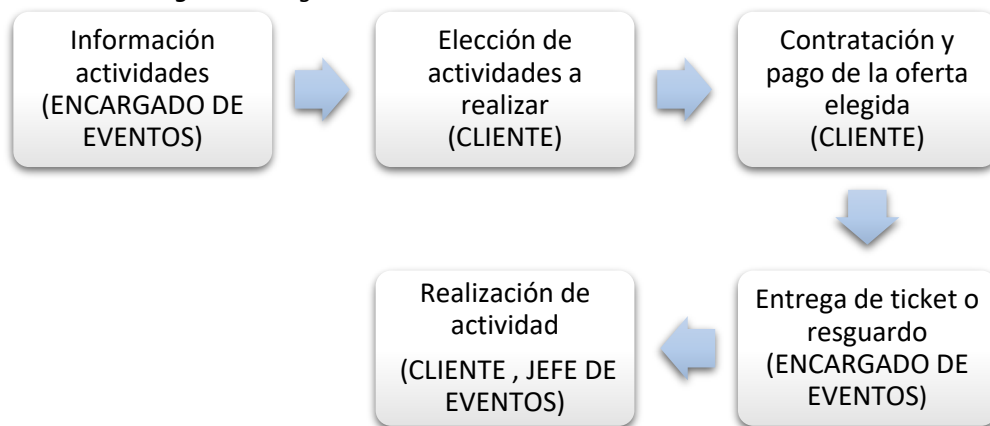 Información
actividades
(ENCARGADO DE
EVENTOS)
Elección de
actividades a
realizar
(CLIENTE)
Contratación y
pago de la oferta
elegida
(CLIENTE)
Entrega de ticket o
resguardo
(ENCARGADO DE
EVENTOS)
Realización de
actividad
(CLIENTE , JEFE DE
EVENTOS)